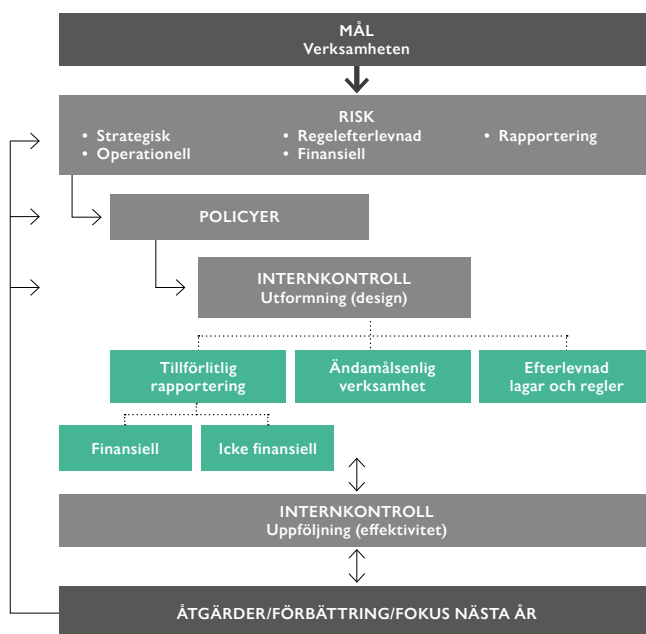 MÅL
Verksamheten
RISK
• Strategisk
• Operationell
• Regelefterlevnad
• Finansiell
• Rapportering
POLICYER
INTERNKONTROLL
Utformning (design)
Tillförlitlig
rapportering
Ändamålsenlig
verksamhet
Efterlevnad
lagar och regler
Finansiell
Icke finansiell
INTERNKONTROLL
Uppföljning (effektivitet)
ÅTGÄRDER/FÖRBÄTTRING/FOKUS NÄSTA ÅR